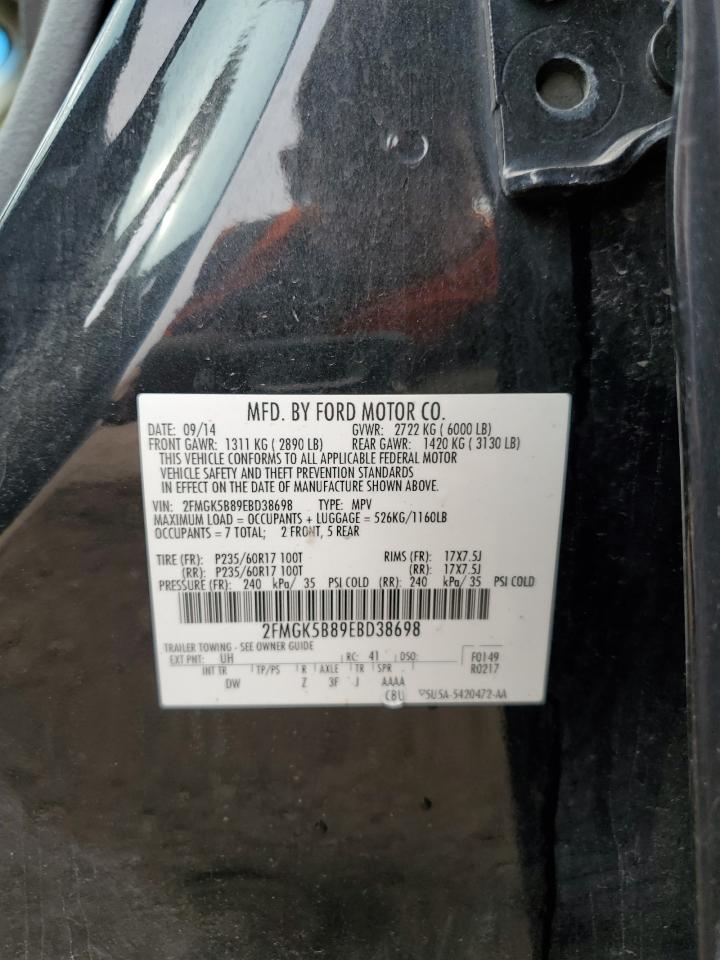 MFD. BY FORD MOTOR CO.
DATE: 09/14 GVWR: 2722 KG ( 6000 LB)
FRONT GAWR: 1311 KG ( 2890 LB) REAR GAWR: 1420 KG ( 3130 LB)
THIS VEHICLE CONFORMS TO ALL APPLICABLE FEDERAL MOTOR
VEHICLE SAFETY AND THEFT PREVENTION STANDARDS
IN EFFECT ON THE DATE OF MANUFACTURE SHOWN ABOVE.
VIN: 2FMGK5B89EBD38698 TYPE: MPV
MAXIMUM LOAD = OCCUPANTS + LUGGAGE = 526KG/1160LB
OCCUPANTS = 7 TOTAL; 2 FRONT, 5 REAR
TIRE (FR): P235/60R17 100T RIMS (FR): 17X7.5J
(RR): P235/60R17 100T (RR): 17X7.5J
PRESSURE (FR): 240 kPa/ 35 PSI COLD (RR): 240 kPa/ 35 PSI COLD
2FMGK5B89EBD38698
TRAILER TOWING - SEE OWNER GUIDE
EXT PNT: UH RC: 41 DSO: F0149
INT TR TP/PS R AXLE TR SPR R0217
DW Z 3F J AAAA
CBU 5U5A-5420472-AA